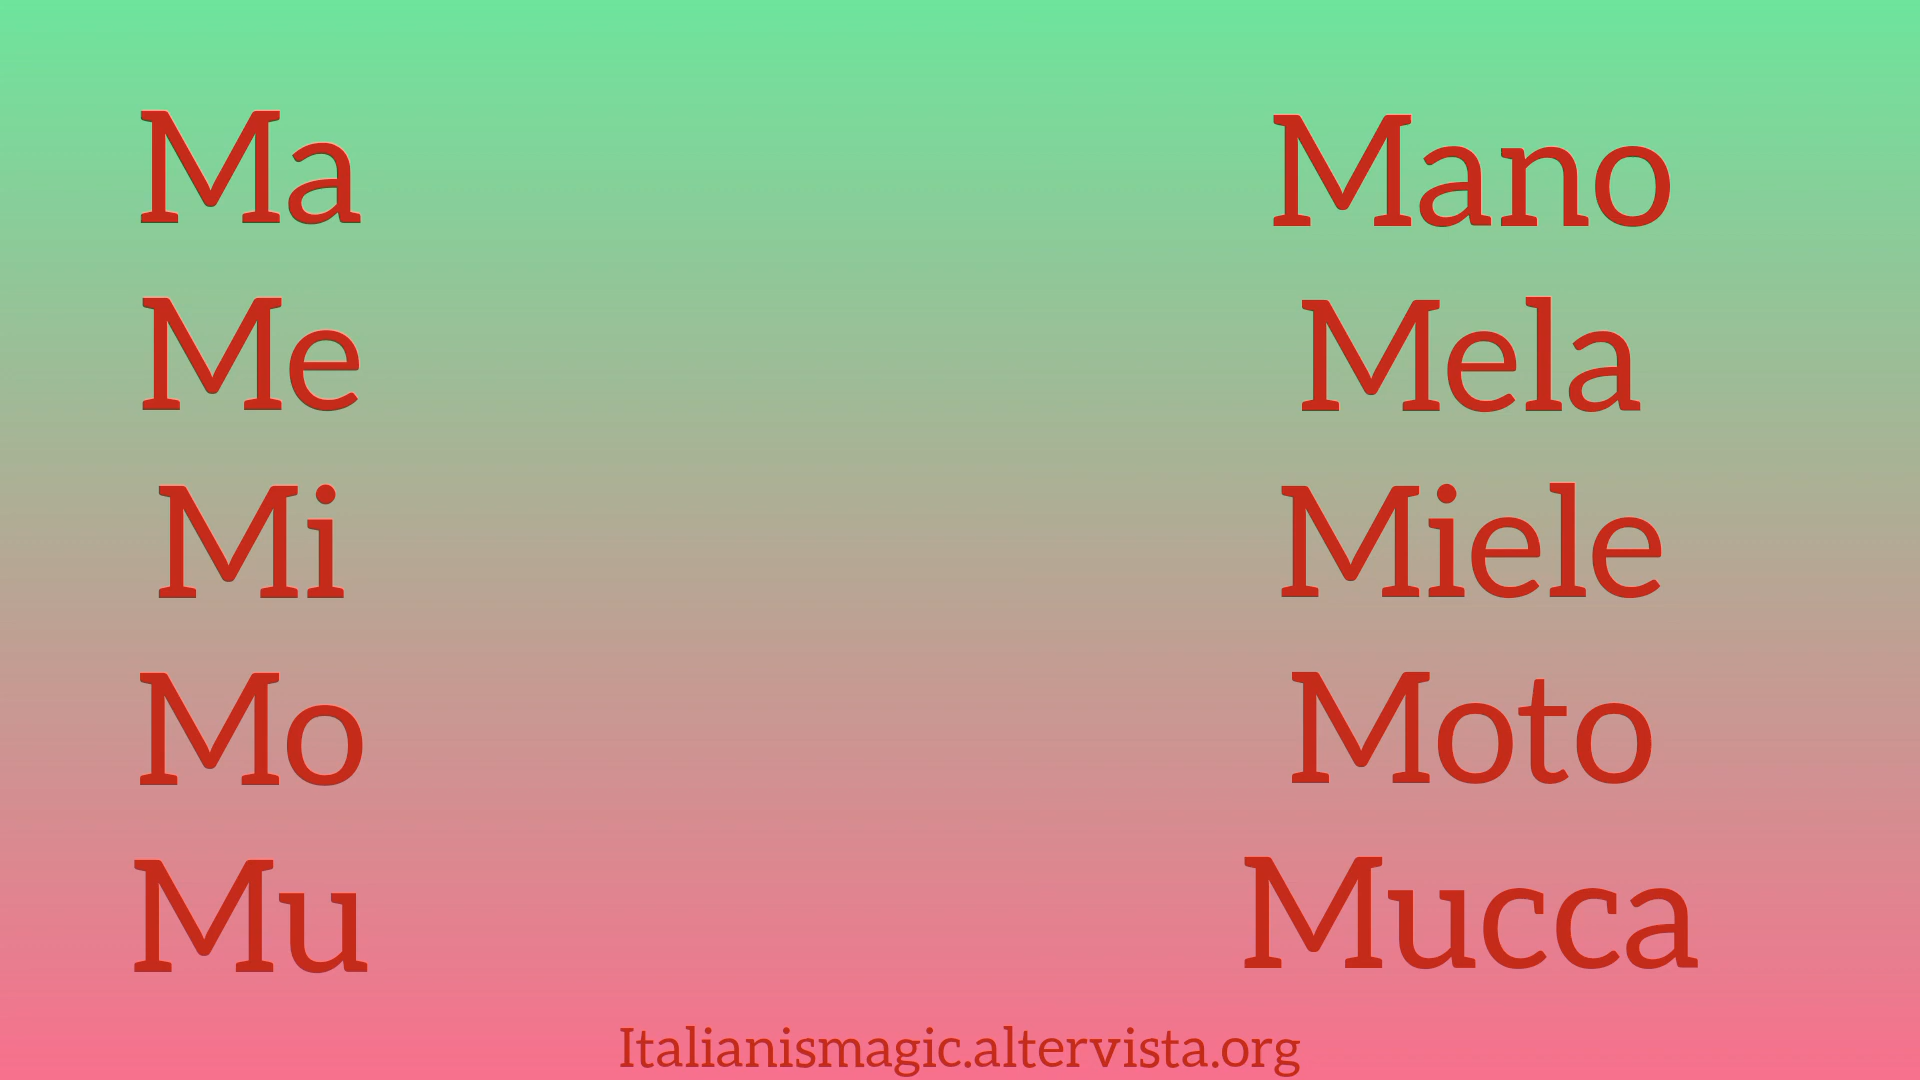 Ma Mano
Me Mela
Mi Miele
Mo Moto
Mu Mucca
Italianismagic.altervista.org